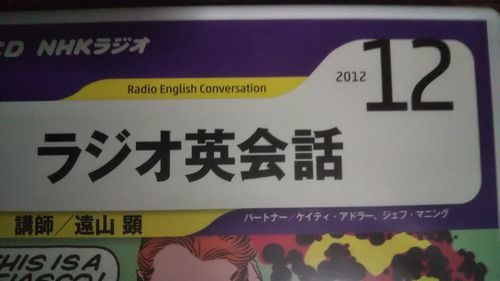 CD NHKラジオ
Radio English Conversation
2012 12
ラジオ英会話
講師／遠山 顕
パートナー／ケイティ・アドラー、ジェフ・マニング
THIS IS A
FIASCO!